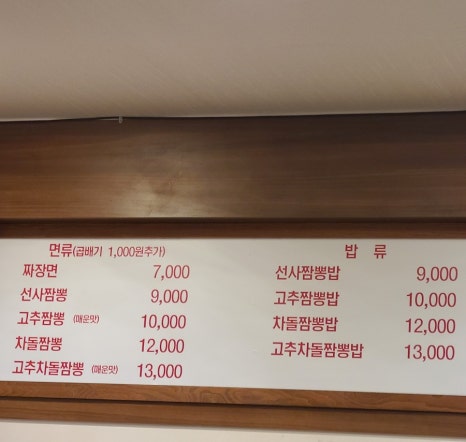 면류(곱배기 1,000원추가)
짜장면 7,000
선사짬뽕 9,000
고추짬뽕 (매운맛) 10,000
차돌짬뽕 12,000
고추차돌짬뽕 (매운맛) 13,000
밥 류
선사짬뽕밥 9,000
고추짬뽕밥 10,000
차돌짬뽕밥 12,000
고추차돌짬뽕밥 13,000